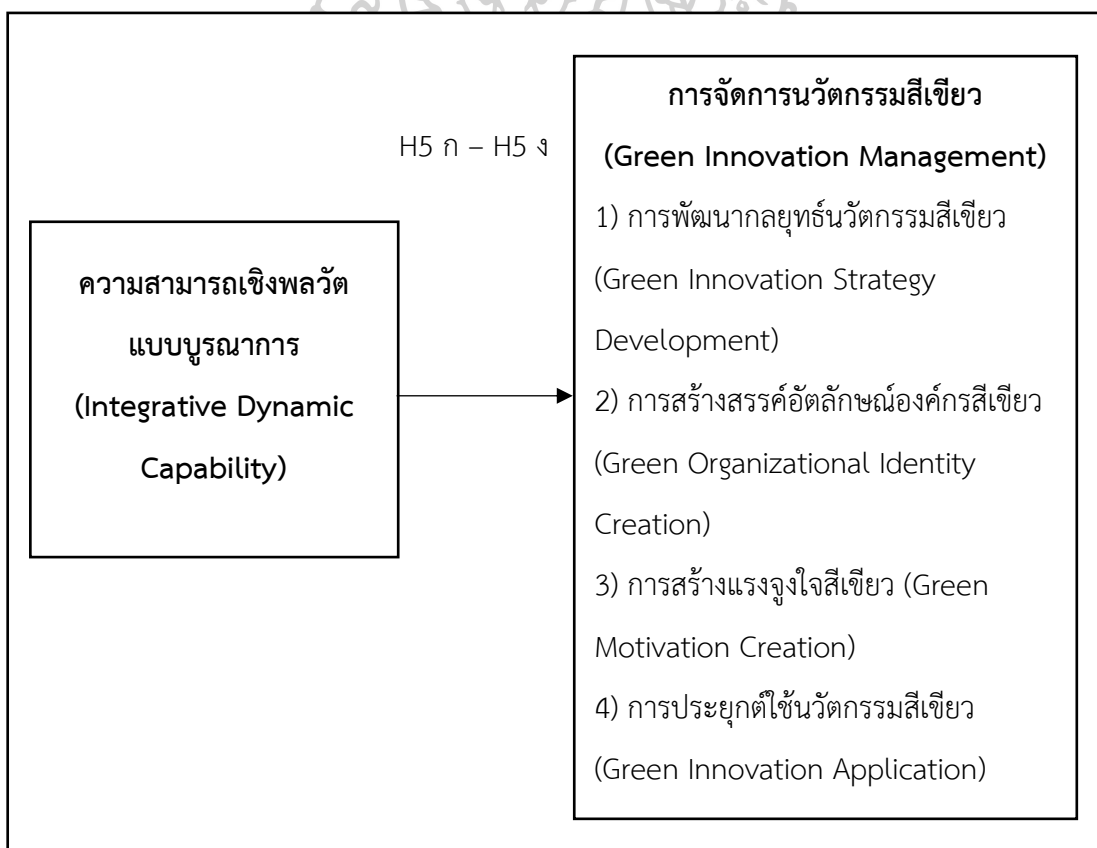 H5 ก – H5 ง
ความสามารถเชิงพลวัต
แบบบูรณาการ
(Integrative Dynamic
Capability)
การจัดการนวัตกรรมสีเขียว
(Green Innovation Management)
1) การพัฒนากลยุทธ์นวัตกรรมสีเขียว
(Green Innovation Strategy
Development)
2) การสร้างสรรค์อัตลักษณ์องค์กรสีเขียว
(Green Organizational Identity
Creation)
3) การสร้างแรงจูงใจสีเขียว (Green
Motivation Creation)
4) การประยุกต์ใช้นวัตกรรมสีเขียว
(Green Innovation Application)